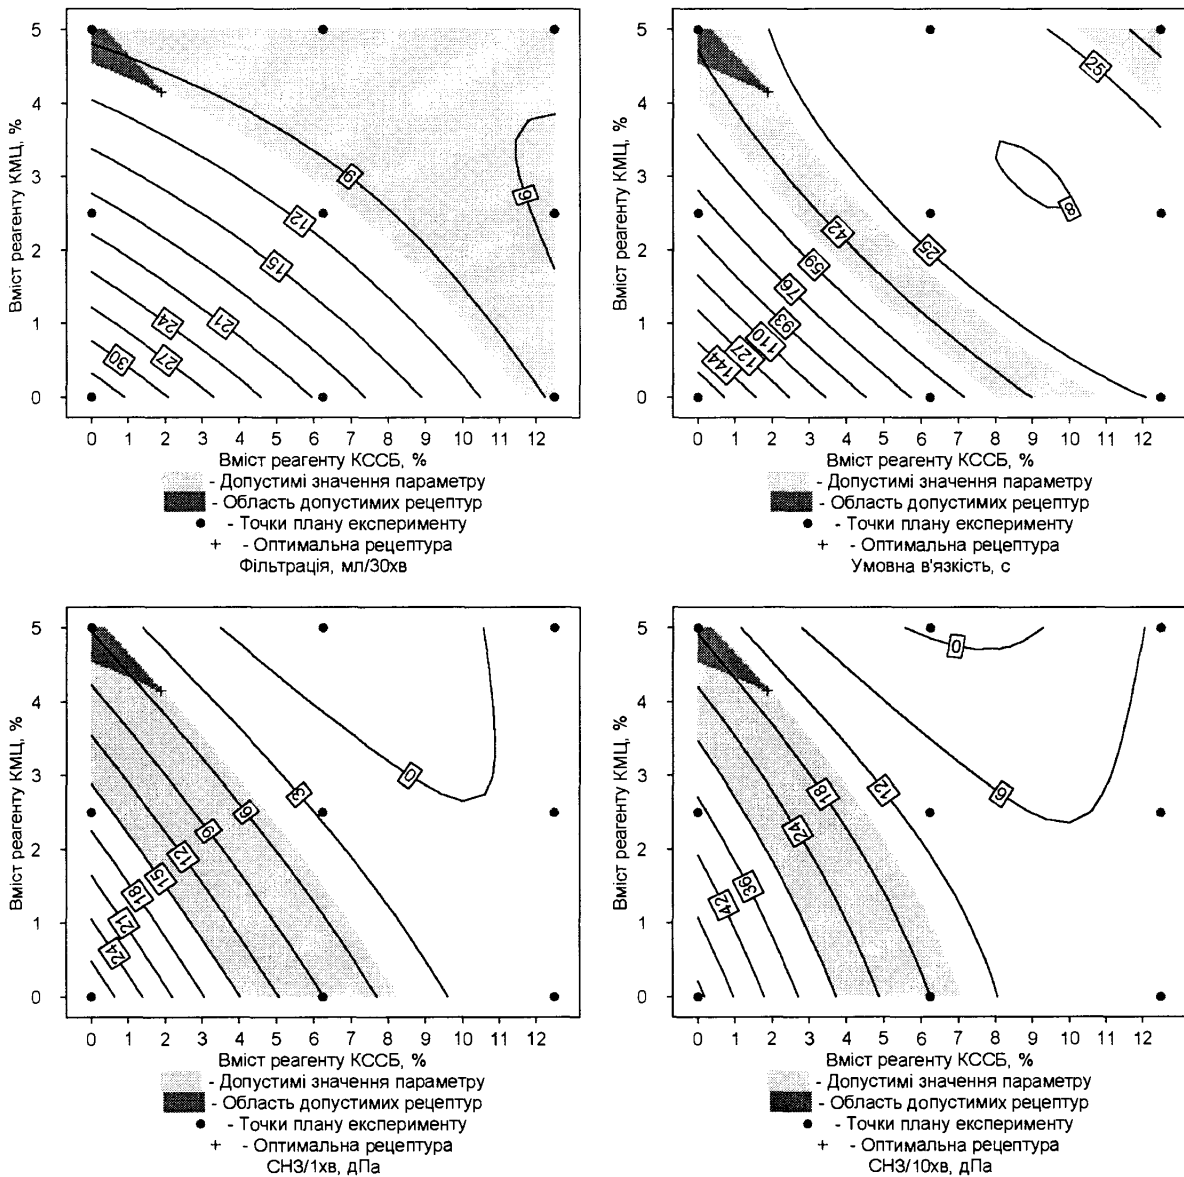 Вміст реагенту КМЦ, %
5
4
3
2
1
0
9
6
12
15
21
24
27
30
0 1 2 3 4 5 6 7 8 9 10 11 12
Вміст реагенту КССБ, %
- Допустимі значення параметру
- Область допустимих рецептур
- Точки плану експерименту
+ - Оптимальна рецептура
Фільтрація, мл/30хв
Вміст реагенту КМЦ, %
5
4
3
2
1
0
25
8
42
25
59
76
93
110
127
144
0 1 2 3 4 5 6 7 8 9 10 11 12
Вміст реагенту КССБ, %
- Допустимі значення параметру
- Область допустимих рецептур
- Точки плану експерименту
+ - Оптимальна рецептура
Умовна в'язкість, с
Вміст реагенту КМЦ, %
5
4
3
2
1
0
0
3
6
9
12
15
18
21
24
0 1 2 3 4 5 6 7 8 9 10 11 12
Вміст реагенту КССБ, %
- Допустимі значення параметру
- Область допустимих рецептур
- Точки плану експерименту
+ - Оптимальна рецептура
СНЗ/1хв, дПа
Вміст реагенту КМЦ, %
5
4
3
2
1
0
0
6
12
18
24
36
42
0 1 2 3 4 5 6 7 8 9 10 11 12
Вміст реагенту КССБ, %
- Допустимі значення параметру
- Область допустимих рецептур
- Точки плану експерименту
+ - Оптимальна рецептура
СНЗ/10хв, дПа